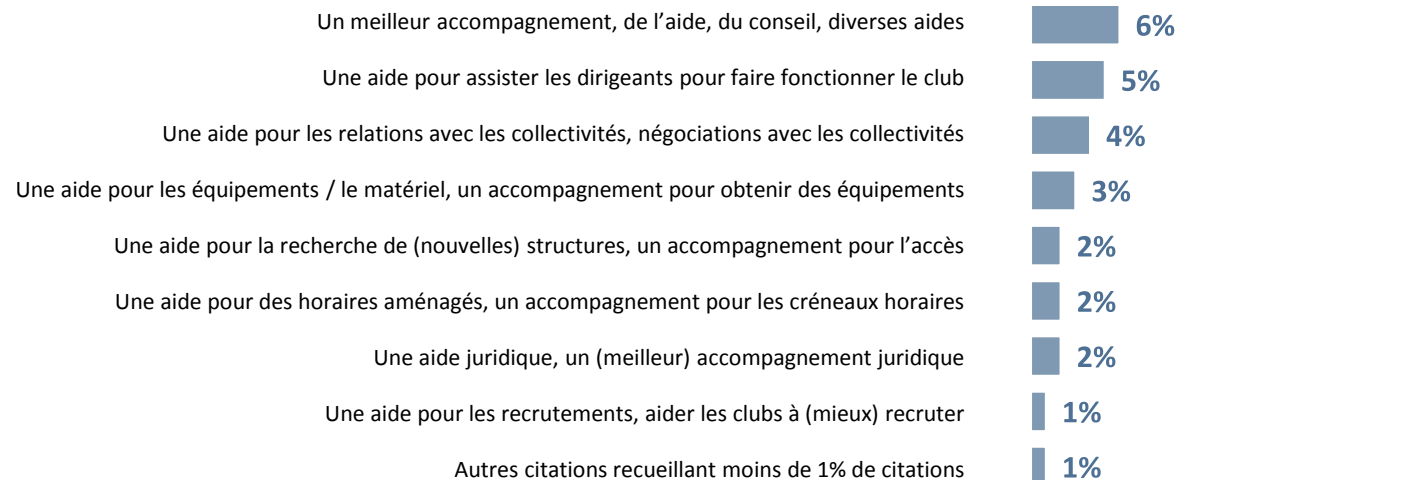 Un meilleur accompagnement, de l’aide, du conseil, diverses aides 6%
Une aide pour assister les dirigeants pour faire fonctionner le club 5%
Une aide pour les relations avec les collectivités, négociations avec les collectivités 4%
Une aide pour les équipements / le matériel, un accompagnement pour obtenir des équipements 3%
Une aide pour la recherche de (nouvelles) structures, un accompagnement pour l’accès 2%
Une aide pour des horaires aménagés, un accompagnement pour les créneaux horaires 2%
Une aide juridique, un (meilleur) accompagnement juridique 2%
Une aide pour les recrutements, aider les clubs à (mieux) recruter 1%
Autres citations recueillant moins de 1% de citations 1%